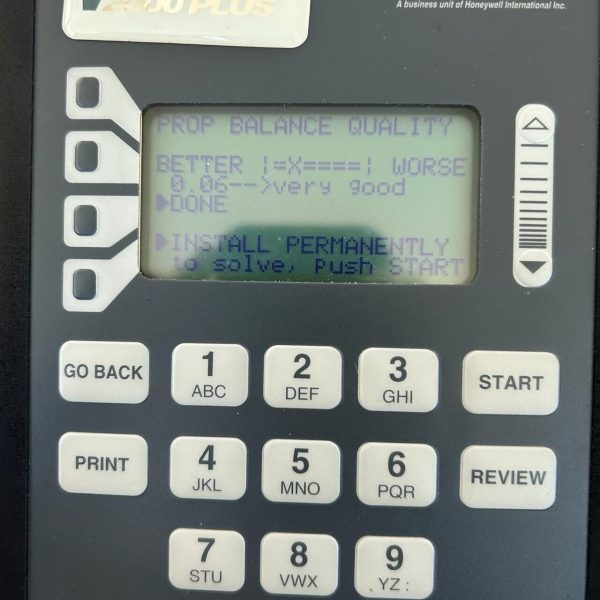 2000 PLUS
A business unit of Honeywell International Inc.
PROP BALANCE QUALITY
BETTER ¦=X====¦ WORSE
0.06-->very good
▶DONE
▶INSTALL PERMANENTLY
to solve, Push START
GO BACK
1
ABC
2
DEF
3
GHI
START
PRINT
4
JKL
5
MNO
6
PQR
REVIEW
7
STU
8
VWX
9
.YZ: